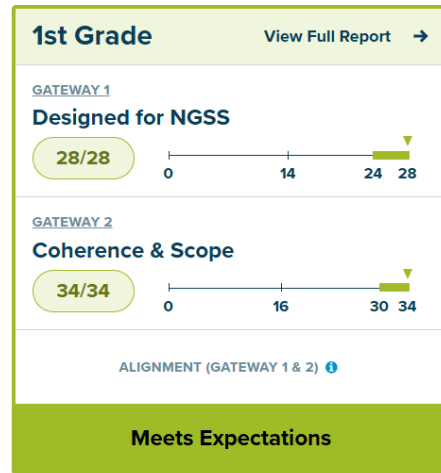 1st Grade View Full Report →
GATEWAY 1
Designed for NGSS
28/28
0 14 24 28
GATEWAY 2
Coherence & Scope
34/34
0 16 30 34
ALIGNMENT (GATEWAY 1 & 2)
Meets Expectations